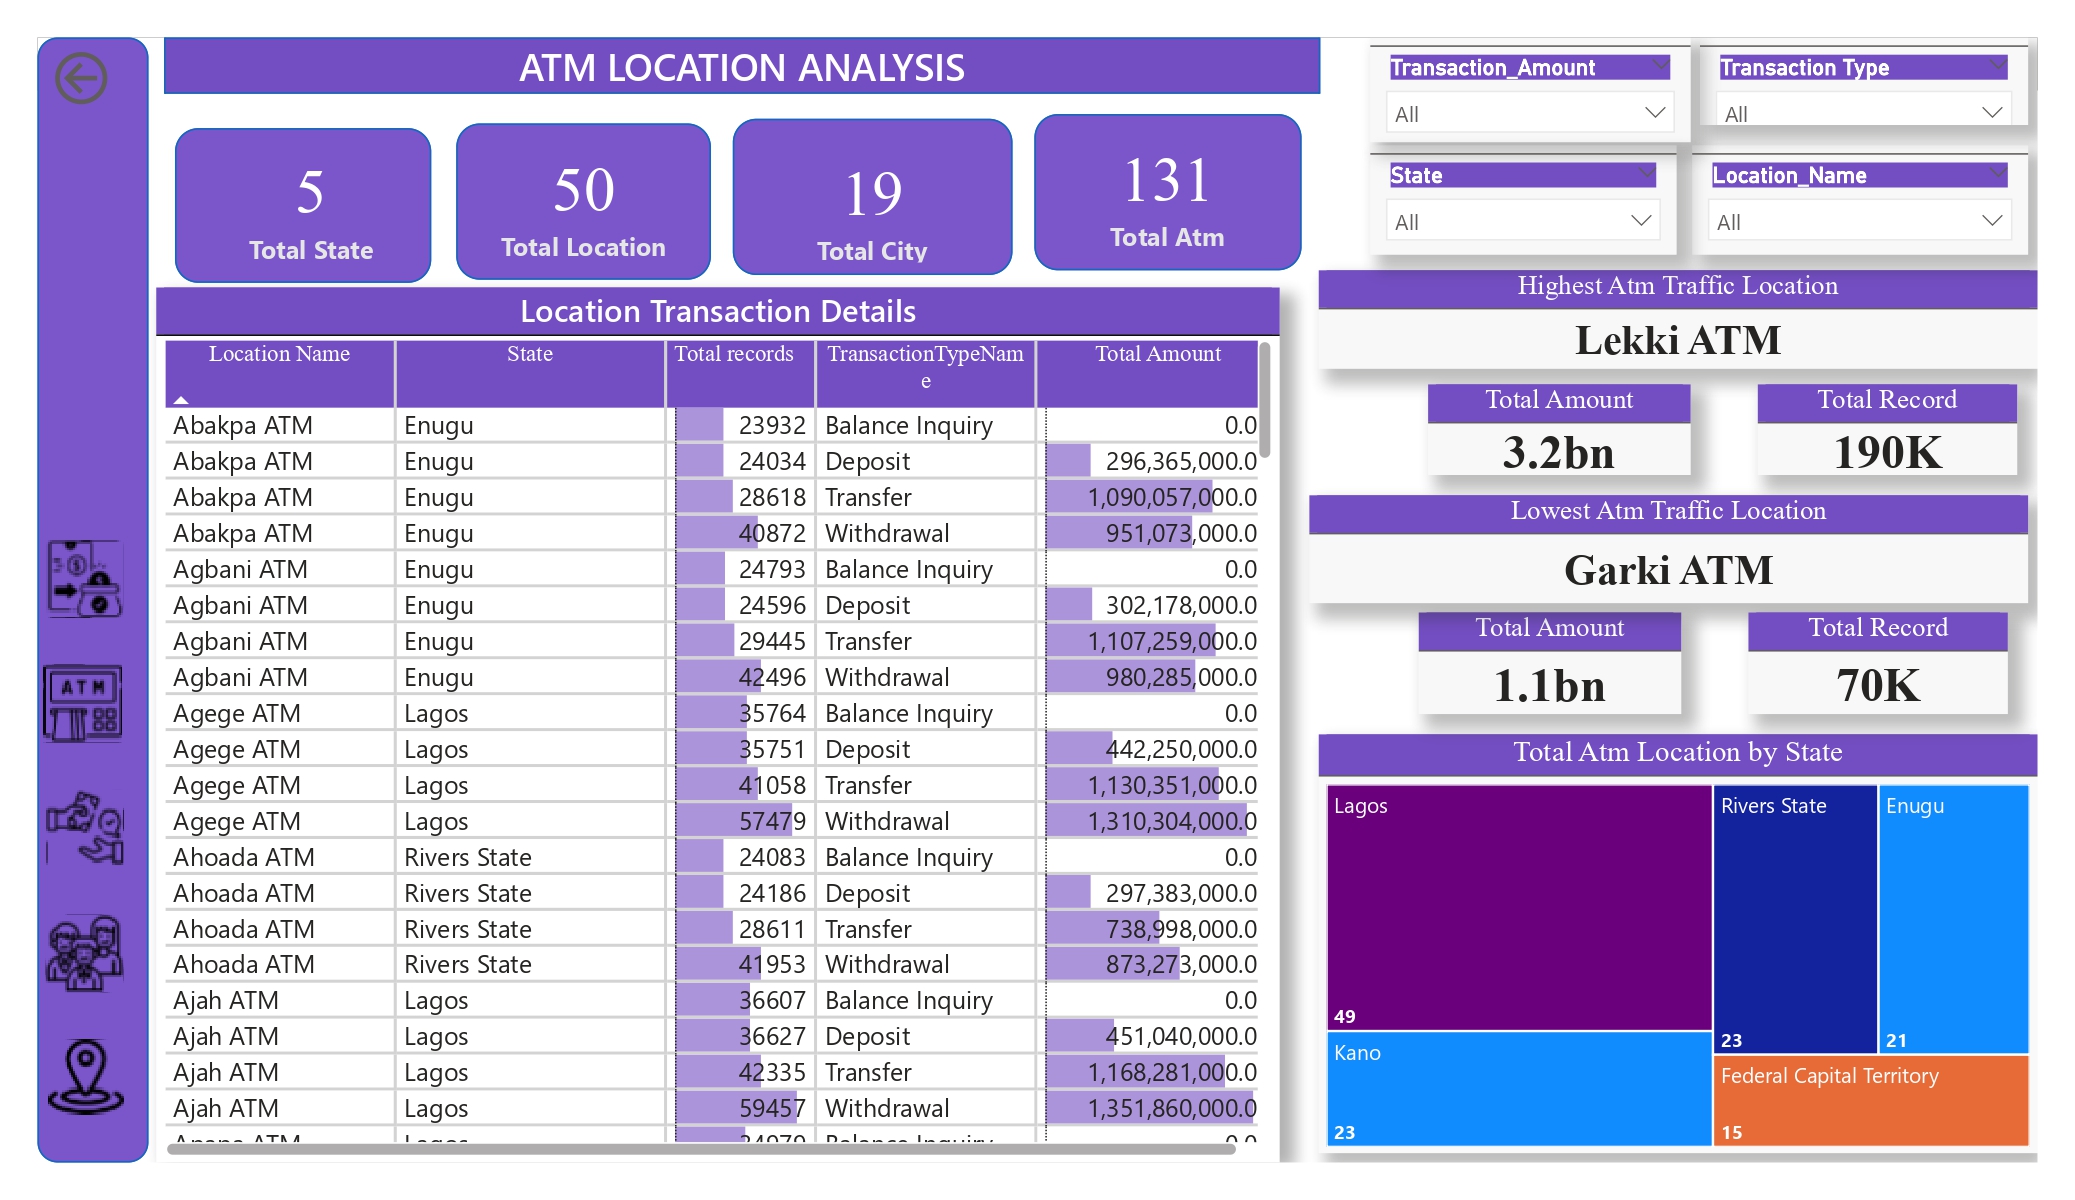 ATM LOCATION ANALYSIS
Transaction_Amount
All
Transaction Type
All
State
All
Location_Name
All
5
Total State
50
Total Location
19
Total City
131
Total Atm
Location Transaction Details
Location Name State Total records TransactionTypeNam
e Total Amount
Abakpa ATM Enugu 23932 Balance Inquiry 0.0
Abakpa ATM Enugu 24034 Deposit 296,365,000.0
Abakpa ATM Enugu 28618 Transfer 1,090,057,000.0
Abakpa ATM Enugu 40872 Withdrawal 951,073,000.0
Agbani ATM Enugu 24793 Balance Inquiry 0.0
Agbani ATM Enugu 24596 Deposit 302,178,000.0
Agbani ATM Enugu 29445 Transfer 1,107,259,000.0
Agbani ATM Enugu 42496 Withdrawal 980,285,000.0
Agege ATM Lagos 35764 Balance Inquiry 0.0
Agege ATM Lagos 35751 Deposit 442,250,000.0
Agege ATM Lagos 41058 Transfer 1,130,351,000.0
Agege ATM Lagos 57479 Withdrawal 1,310,304,000.0
Ahoada ATM Rivers State 24083 Balance Inquiry 0.0
Ahoada ATM Rivers State 24186 Deposit 297,383,000.0
Ahoada ATM Rivers State 28611 Transfer 738,998,000.0
Ahoada ATM Rivers State 41953 Withdrawal 873,273,000.0
Ajah ATM Lagos 36607 Balance Inquiry 0.0
Ajah ATM Lagos 36627 Deposit 451,040,000.0
Ajah ATM Lagos 42335 Transfer 1,168,281,000.0
Ajah ATM Lagos 59457 Withdrawal 1,351,860,000.0
ATM Lagos Balance Inquiry 0.0
Highest Atm Traffic Location
Lekki ATM
Total Amount
3.2bn
Total Record
190K
Lowest Atm Traffic Location
Garki ATM
Total Amount
1.1bn
Total Record
70K
Total Atm Location by State
Lagos
49
Rivers State
23
Enugu
21
Kano
23
Federal Capital Territory
15
ATM